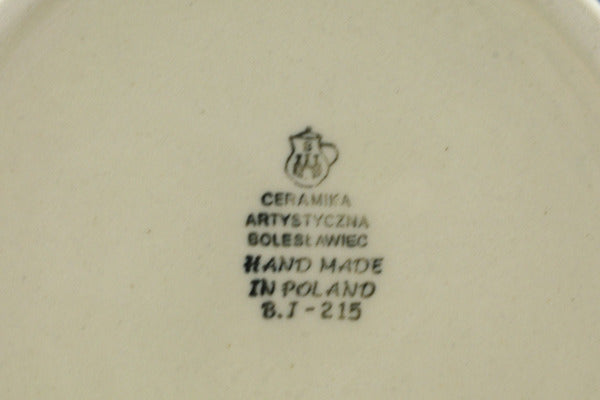 CERAMIKA
ARTYSTYCZNA
BOLESŁAWIEC
HAND MADE
IN POLAND
B.J-215